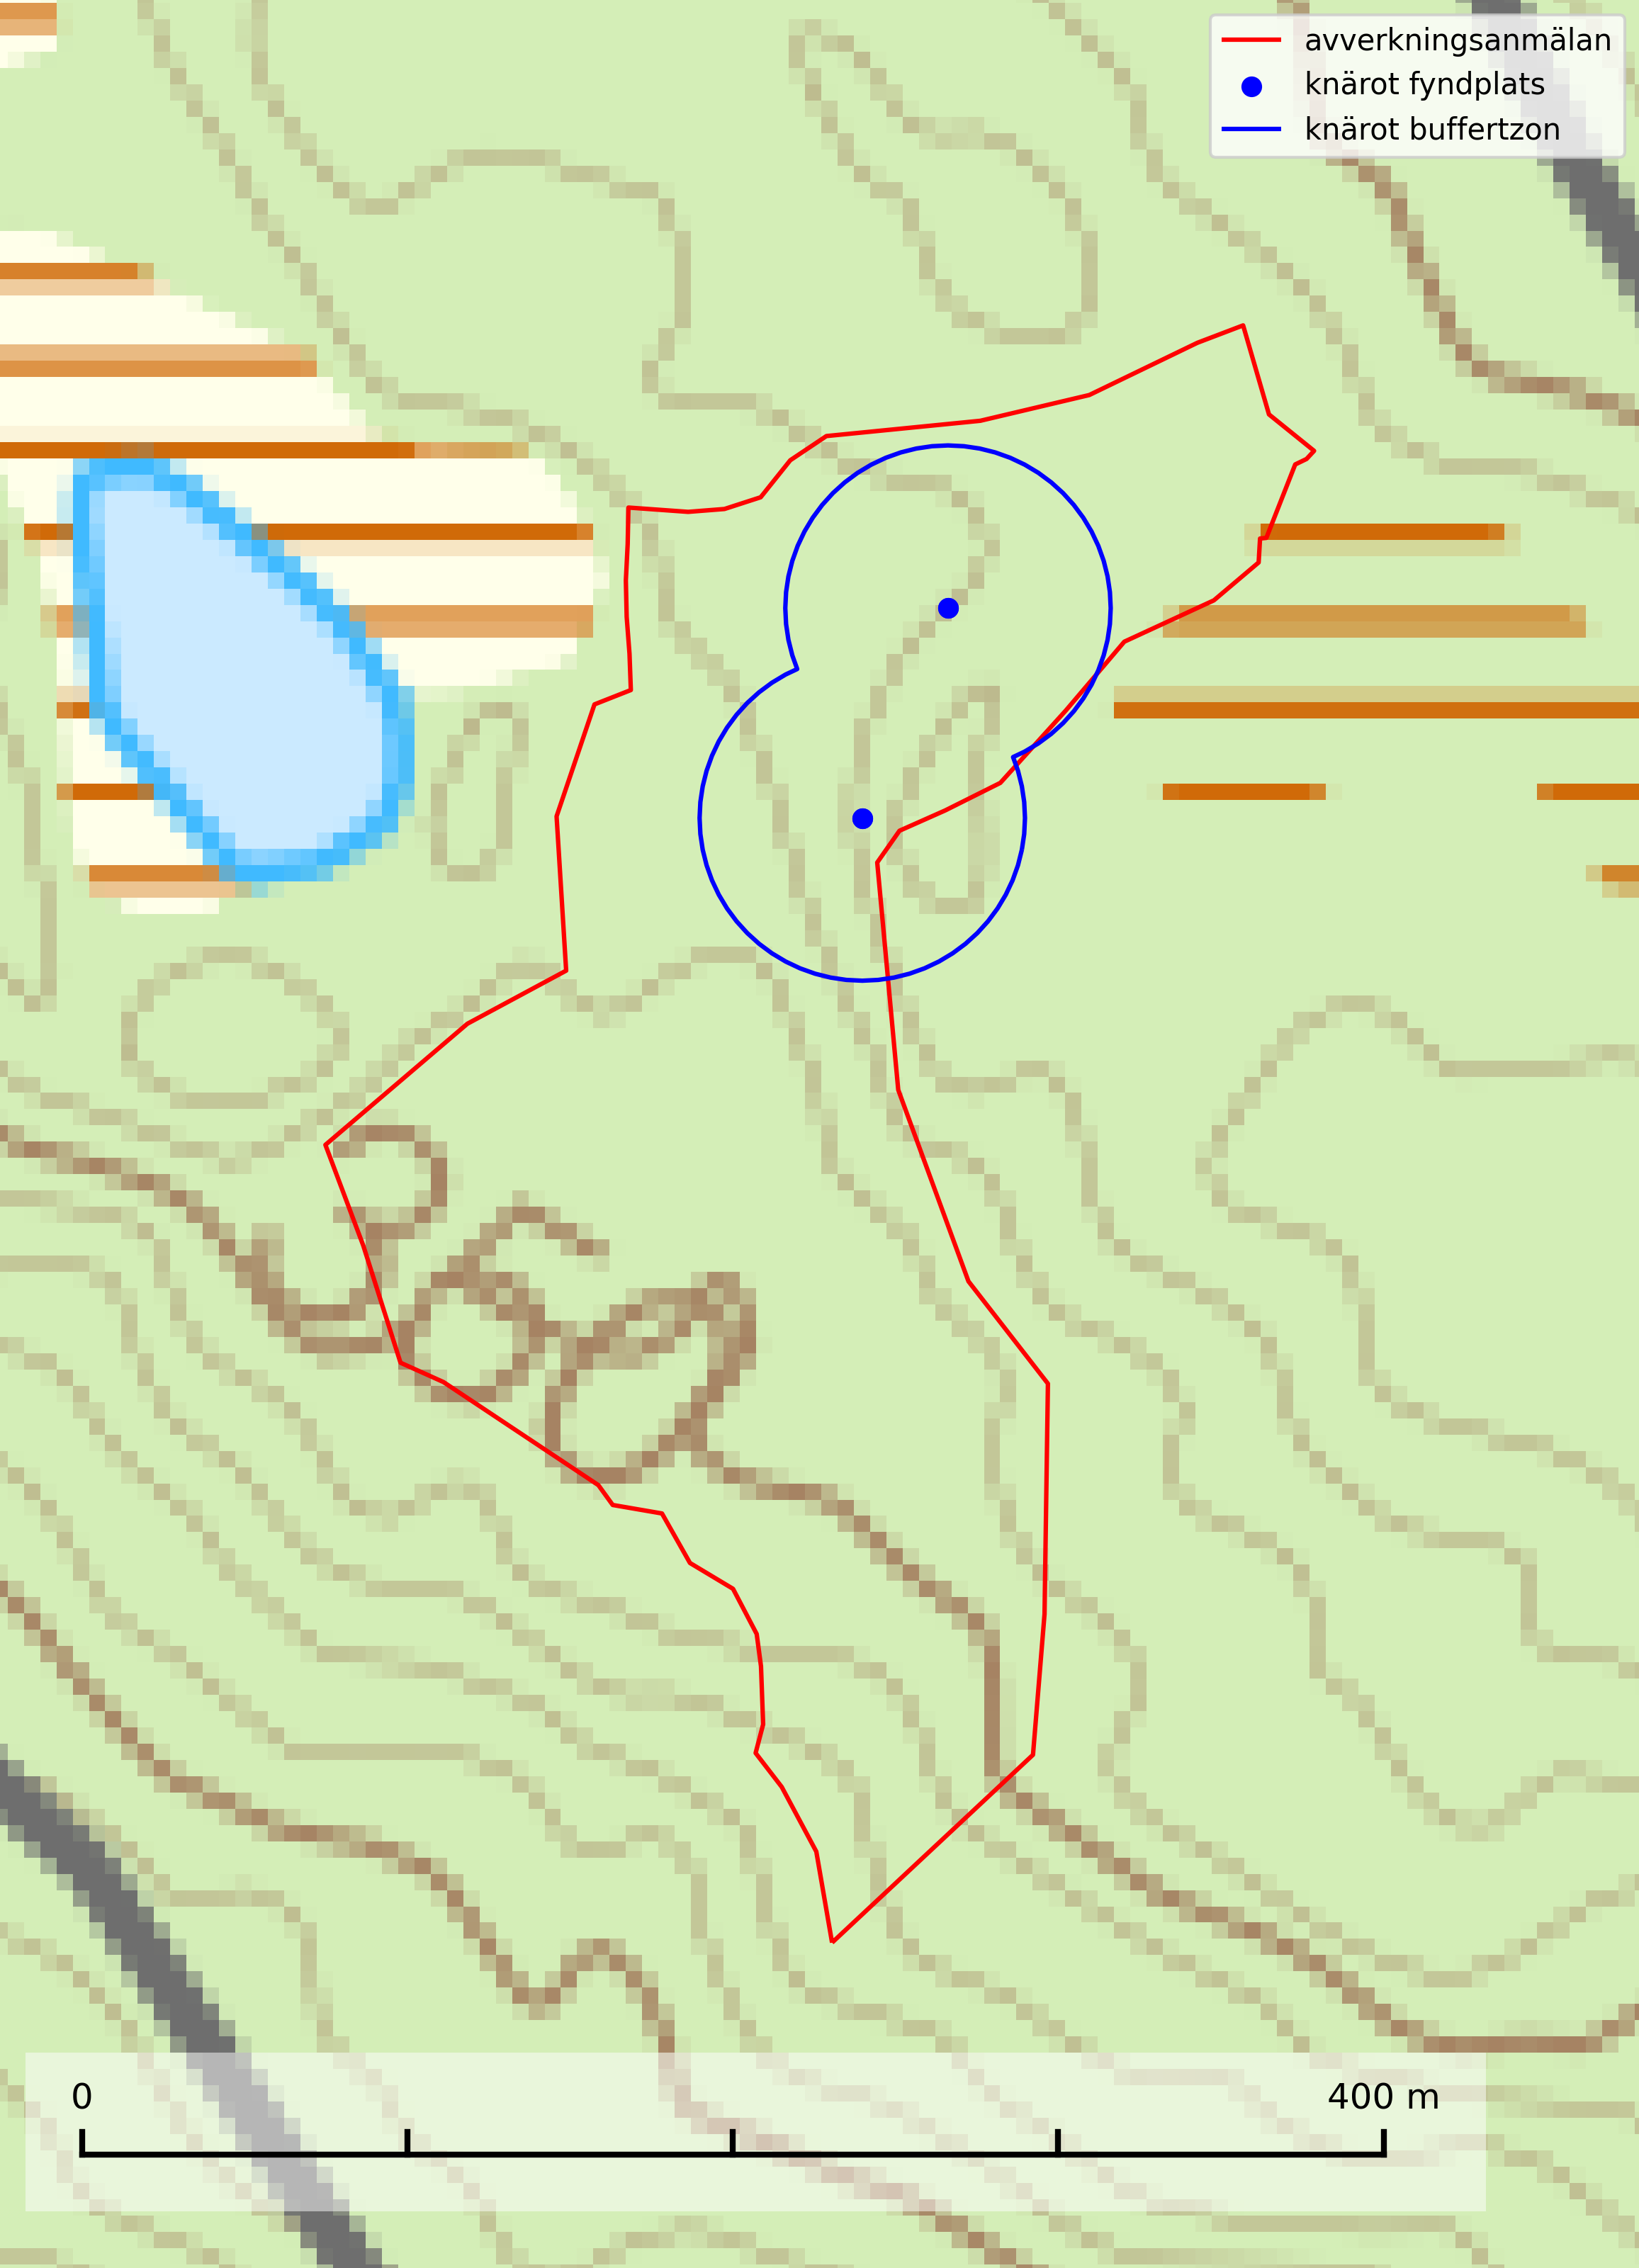 avverkningsanmälan
knärot fyndplats
knärot buffertzon
0 400 m